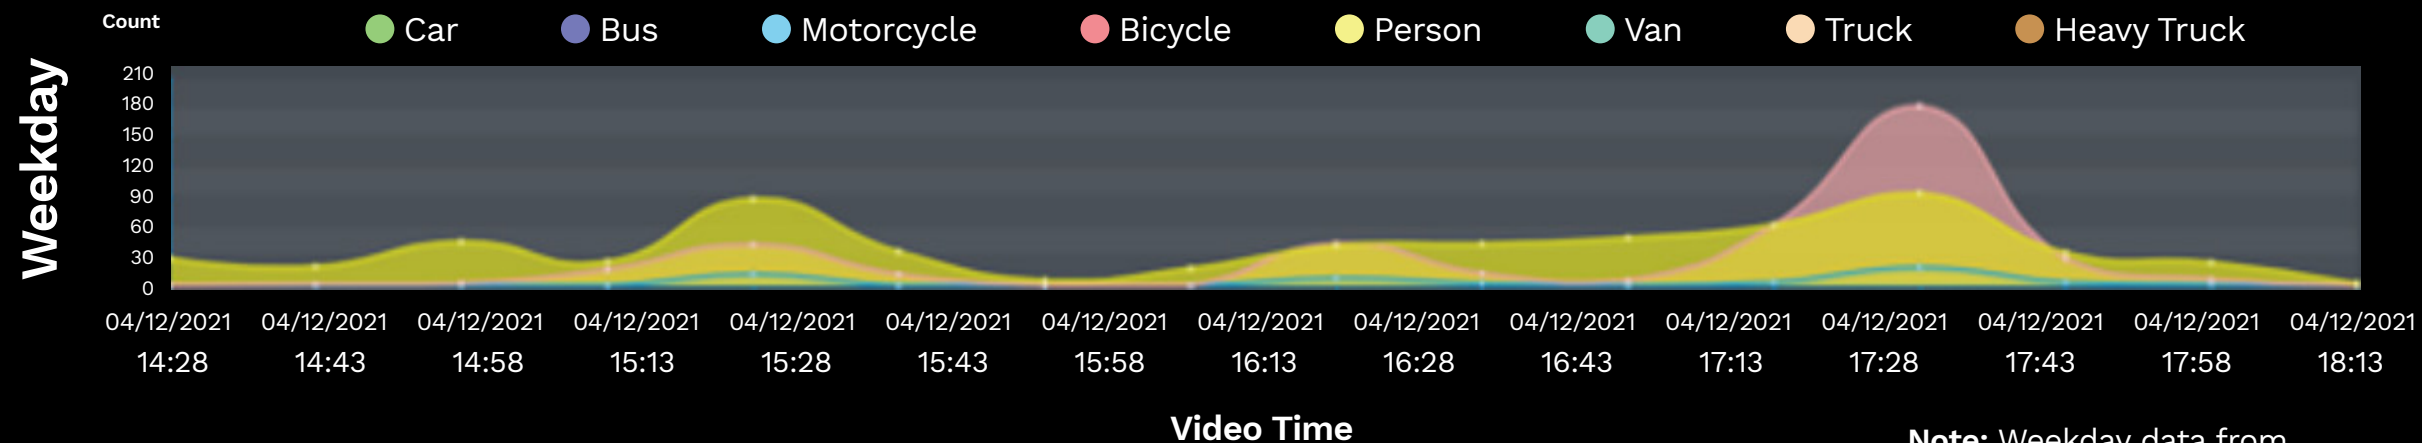 Count
Car Bus Motorcycle Bicycle Person Van Truck Heavy Truck
Weekday
210
180
150
120
90
60
30
0
04/12/2021 04/12/2021 04/12/2021 04/12/2021 04/12/2021 04/12/2021 04/12/2021 04/12/2021 04/12/2021 04/12/2021 04/12/2021 04/12/2021 04/12/2021 04/12/2021 04/12/2021
14:28 14:43 14:58 15:13 15:28 15:43 15:58 16:13 16:28 16:43 17:13 17:28 17:43 17:58 18:13
Video Time
Note: Weekday data from